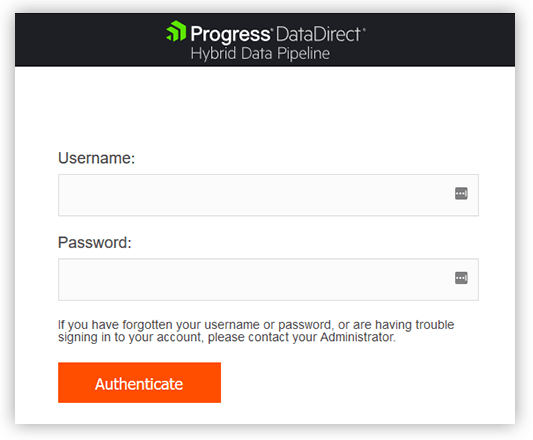 Progress® DataDirect®
Hybrid Data Pipeline
Username:
Password:
If you have forgotten your username or password, or are having trouble
signing in to your account, please contact your Administrator.
Authenticate